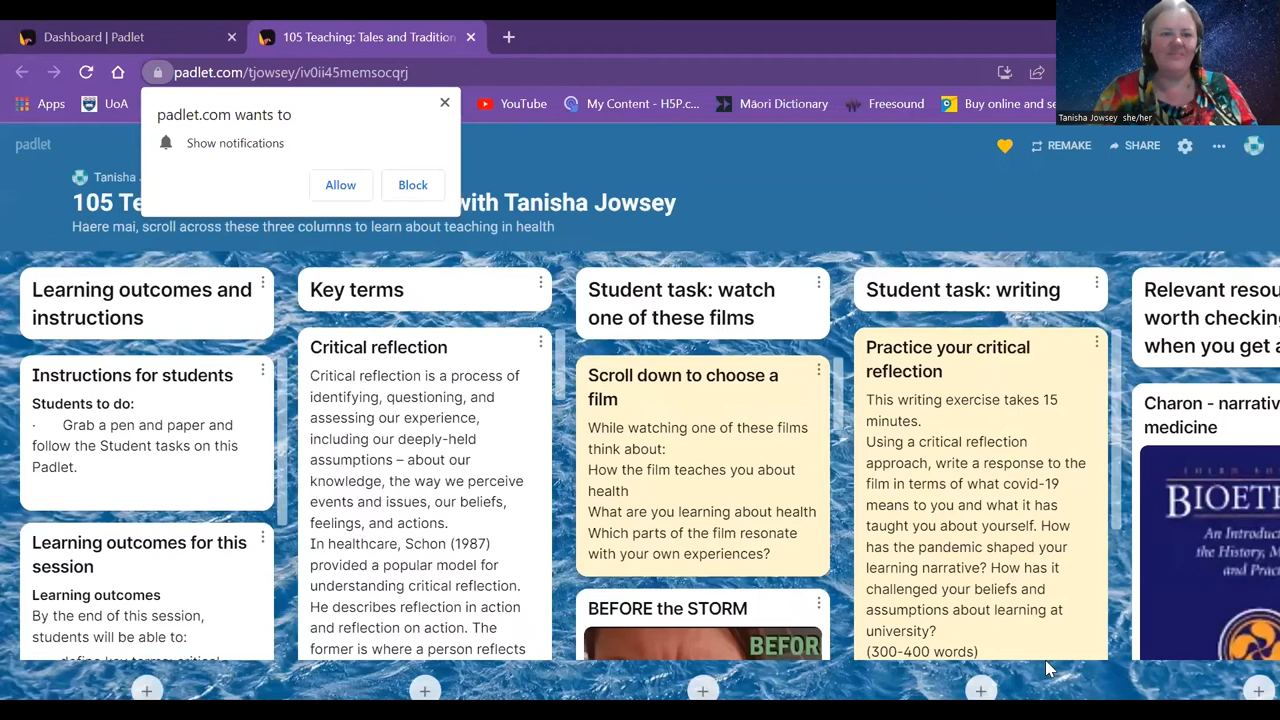 Dashboard | Padlet
105 Teaching: Tales and Tradition
padlet.com/tjowsey/iv0ii45memsocqrj
Apps
UoA
YouTube
My Content - H5P.c...
Māori Dictionary
Freesound
Buy online and se
Tanisha Jowsey she/her
padlet.com wants to
Show notifications
Allow
Block
padlet
REMAKE
SHARE
Tanisha
105 Te
with Tanisha Jowsey
Haere mai, scroll across these three columns to learn about teaching in health
Learning outcomes and
instructions
Instructions for students
Students to do:
· Grab a pen and paper and
follow the Student tasks on this
Padlet.
Learning outcomes for this
session
Learning outcomes
By the end of this session,
students will be able to:
Key terms
Critical reflection
Critical reflection is a process of
identifying, questioning, and
assessing our experience,
including our deeply-held
assumptions – about our
knowledge, the way we perceive
events and issues, our beliefs,
feelings, and actions.
In healthcare, Schon (1987)
provided a popular model for
understanding critical reflection.
He describes reflection in action
and reflection on action. The
former is where a person reflects
Student task: watch
one of these films
Scroll down to choose a
film
While watching one of these films
think about:
How the film teaches you about
health
What are you learning about health
Which parts of the film resonate
with your own experiences?
BEFORE the STORM
BEFOR
Student task: writing
Practice your critical
reflection
This writing exercise takes 15
minutes.
Using a critical reflection
approach, write a response to the
film in terms of what covid-19
means to you and what it has
taught you about yourself. How
has the pandemic shaped your
learning narrative? How has it
challenged your beliefs and
assumptions about learning at
university?
(300-400 words)
Relevant resou
worth checking
when you get a
Charon - narrativ
medicine
BIOET
An Introduct
the History, M
and Prac